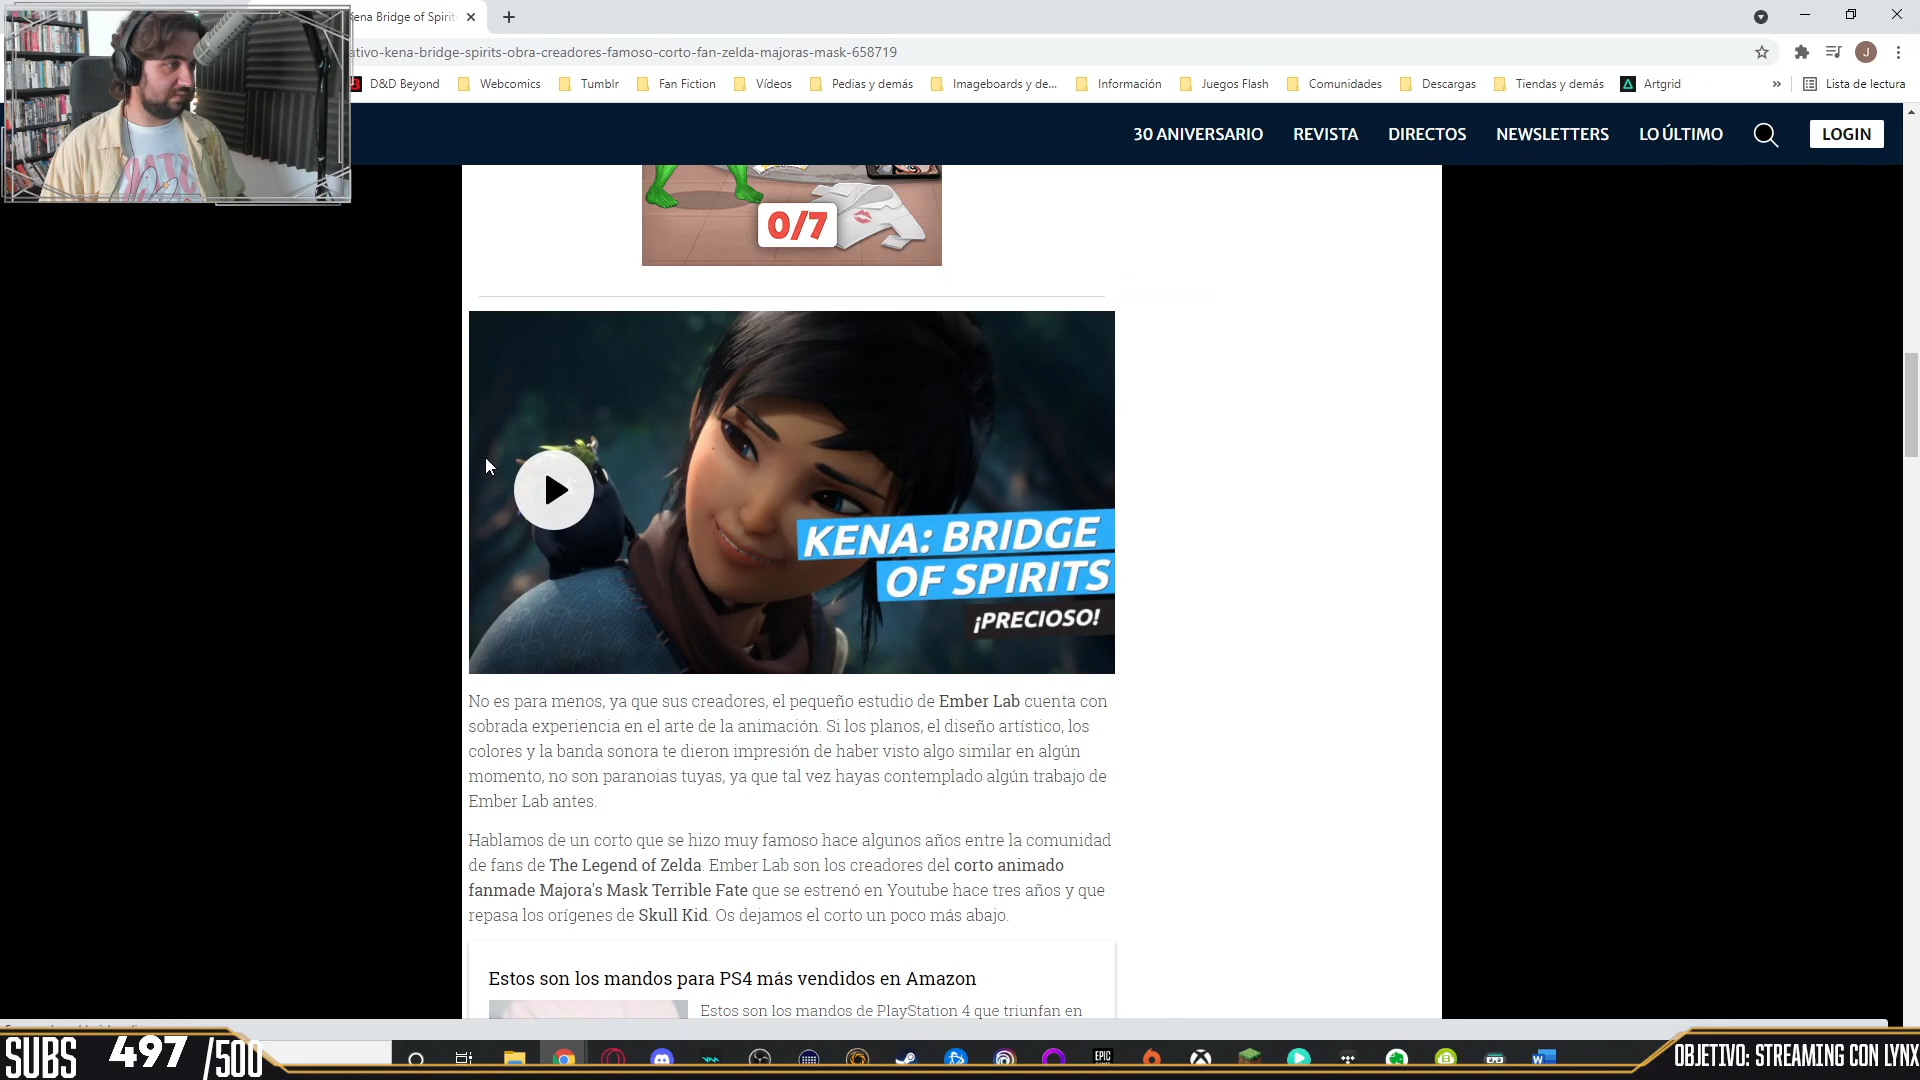 Kena Bridge of Spirit
ativo-kena-bridge-spirits-obra-creadores-famoso-corto-fan-zelda-majoras-mask-658719
J
D&D Beyond
Webcomics
Tumblr
Fan Fiction
Vídeos
Pedias y demás
Imageboards y de...
Información
Juegos Flash
Comunidades
Descargas
Tiendas y demás
Artgrid
»
Lista de lectura
30 ANIVERSARIO
REVISTA
DIRECTOS
NEWSLETTERS
LO ÚLTIMO
LOGIN
0/7
KENA: BRIDGE
OF SPIRITS
¡PRECIOSO!
No es para menos, ya que sus creadores, el pequeño estudio de Ember Lab cuenta con
sobrada experiencia en el arte de la animación. Si los planos, el diseño artístico, los
colores y la banda sonora te dieron impresión de haber visto algo similar en algún
momento, no son paranoias tuyas, ya que tal vez hayas contemplado algún trabajo de
Ember Lab antes.
Hablamos de un corto que se hizo muy famoso hace algunos años entre la comunidad
de fans de The Legend of Zelda. Ember Lab son los creadores del corto animado
fanmade Majora's Mask Terrible Fate que se estrenó en Youtube hace tres años y que
repasa los orígenes de Skull Kid. Os dejamos el corto un poco más abajo.
Estos son los mandos para PS4 más vendidos en Amazon
Estos son los mandos de PlayStation 4 que triunfan en
SUBS 497 /500
EPIC
W
OBJETIVO: STREAMING CON LYNX